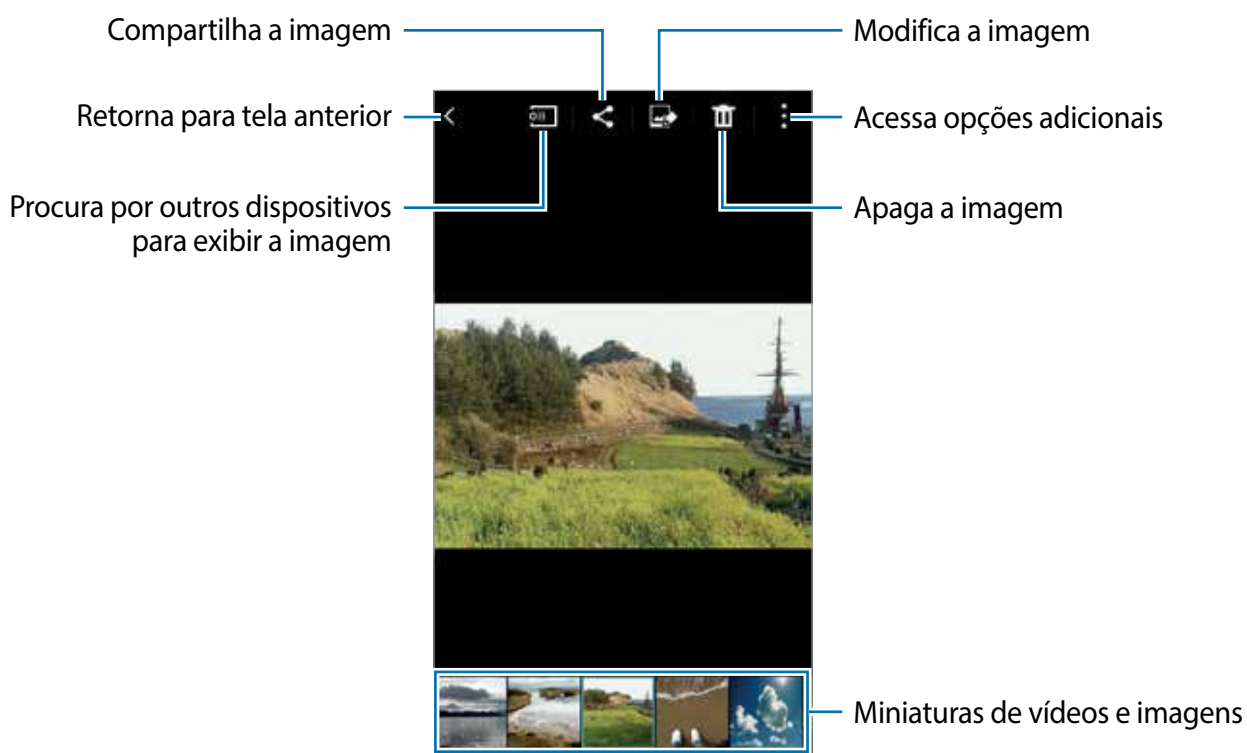 Compartilha a imagem
Modifica a imagem
Retorna para tela anterior
Acessa opções adicionais
Procura por outros dispositivos
para exibir a imagem
Apaga a imagem
Miniaturas de vídeos e imagens